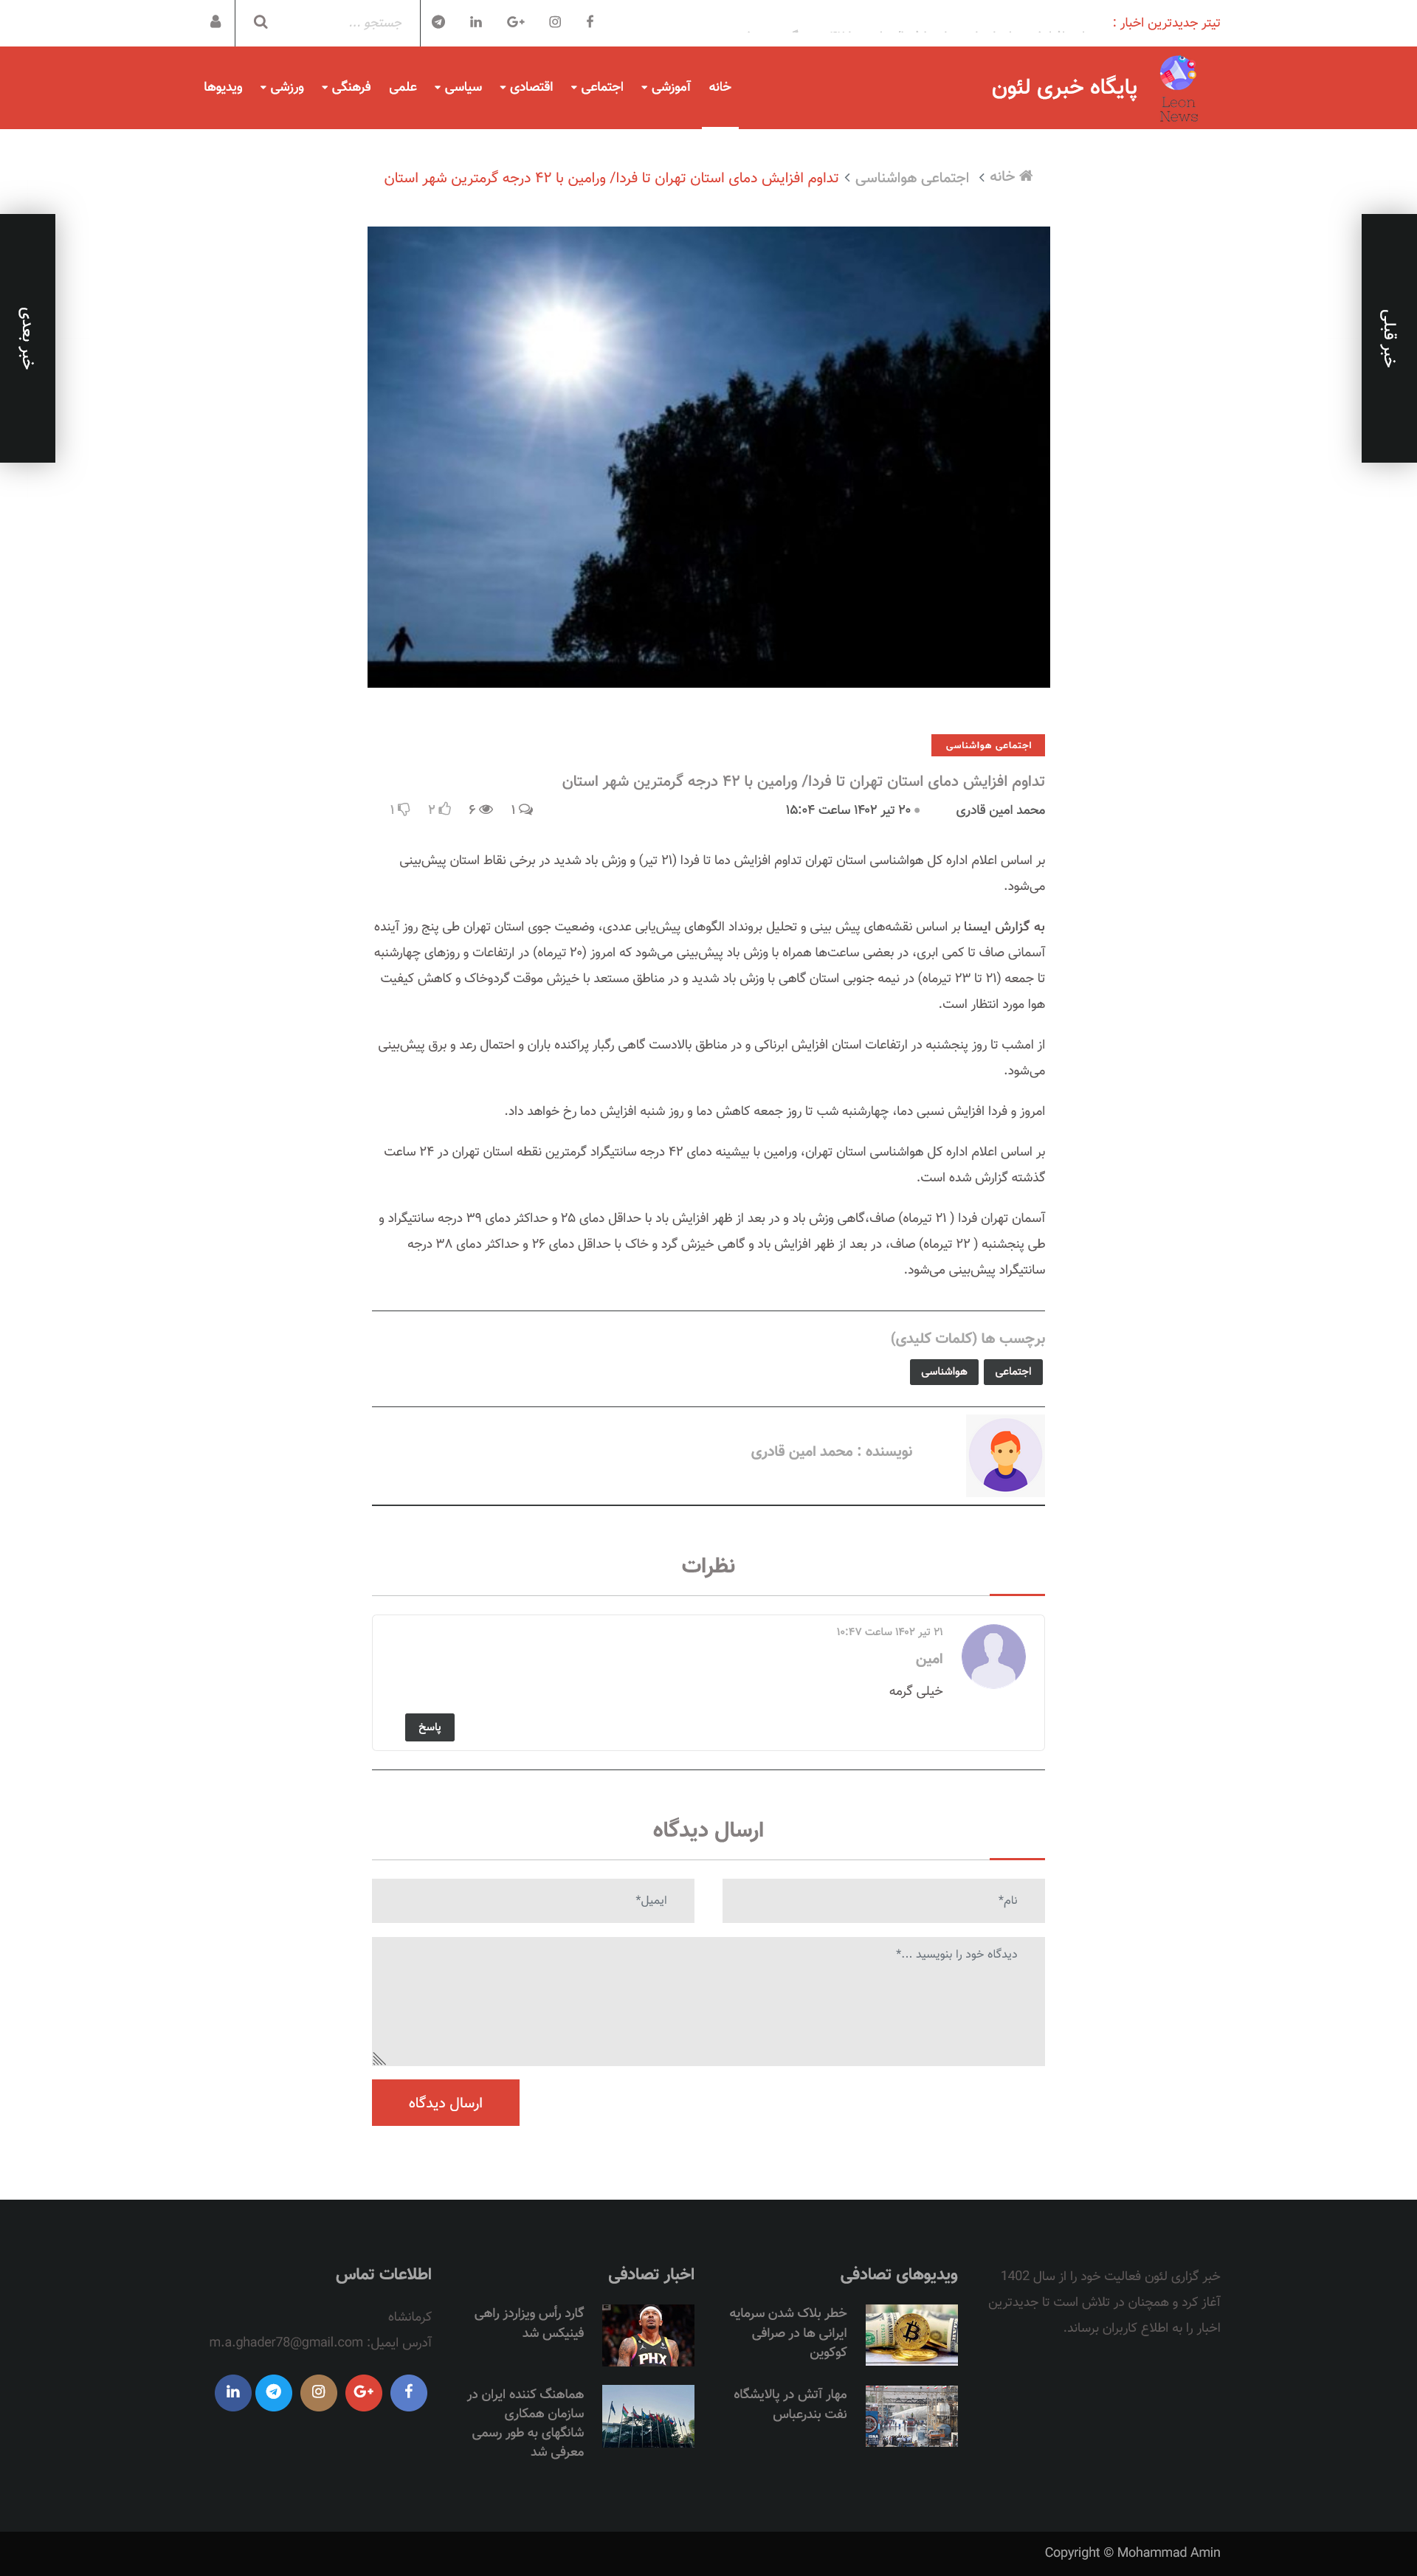 تیتر جدیدترین اخبار :
جستجو ...
Leon
News
پایگاه خبری لئون
خانه
آموزشی
اجتماعی
اقتصادی
سیاسی
علمی
فرهنگی
ورزشی
ویدیوها
خانه > اجتماعی هواشناسی > تداوم افزایش دمای استان تهران تا فردا/ ورامین با ۴۲ درجه گرمترین شهر استان
خبر قبلی
خبر بعدی
اجتماعی هواشناسی
تداوم افزایش دمای استان تهران تا فردا/ ورامین با ۴۲ درجه گرمترین شهر استان
محمد امین قادری
۲۰ تیر ۱۴۰۲ ساعت ۱۵:۰۴
۱
۶
۲
۱
بر اساس اعلام اداره کل هواشناسی استان تهران تداوم افزایش دما تا فردا (۲۱ تیر) و وزش باد شدید در برخی نقاط استان پیش‌بینی
می‌شود.
به گزارش ایسنا بر اساس نقشه‌های پیش بینی و تحلیل برونداد الگوهای پیش‌یابی عددی، وضعیت جوی استان تهران طی پنج روز آینده
آسمانی صاف تا کمی ابری، در بعضی ساعت‌ها همراه با وزش باد پیش‌بینی می‌شود که امروز (۲۰ تیرماه) در ارتفاعات و روزهای چهارشنبه
تا جمعه (۲۱ تا ۲۳ تیرماه) در نیمه جنوبی استان گاهی با وزش باد شدید و در مناطق مستعد با خیزش موقت گردوخاک و کاهش کیفیت
هوا مورد انتظار است.
از امشب تا روز پنجشنبه در ارتفاعات استان افزایش ابرناکی و در مناطق بالادست گاهی رگبار پراکنده باران و احتمال رعد و برق پیش‌بینی
می‌شود.
امروز و فردا افزایش نسبی دما، چهارشنبه شب تا روز جمعه کاهش دما و روز شنبه افزایش دما رخ خواهد داد.
بر اساس اعلام اداره کل هواشناسی استان تهران، ورامین با بیشینه دمای ۴۲ درجه سانتیگراد گرمترین نقطه استان تهران در ۲۴ ساعت
گذشته گزارش شده است.
آسمان تهران فردا ( ۲۱ تیرماه) صاف،گاهی وزش باد و در بعد از ظهر افزایش باد با حداقل دمای ۲۵ و حداکثر دمای ۳۹ درجه سانتیگراد و
طی پنجشنبه ( ۲۲ تیرماه) صاف، در بعد از ظهر افزایش باد و گاهی خیزش گرد و خاک با حداقل دمای ۲۶ و حداکثر دمای ۳۸ درجه
سانتیگراد پیش‌بینی می‌شود.
برچسب ها (کلمات کلیدی)
اجتماعی
هواشناسی
نویسنده : محمد امین قادری
نظرات
۲۱ تیر ۱۴۰۲ ساعت ۱۰:۴۷
امین
خیلی گرمه
پاسخ
ارسال دیدگاه
نام*
ایمیل*
دیدگاه خود را بنویسید ...*
ارسال دیدگاه
خبر گزاری لئون فعالیت خود را از سال 1402
آغاز کرد و همچنان در تلاش است تا جدیدترین
اخبار را به اطلاع کاربران برساند.
ویدیوهای تصادفی
خطر بلاک شدن سرمایه
ایرانی ها در صرافی
کوکوین
مهار آتش در پالایشگاه
نفت بندرعباس
اخبار تصادفی
گارد رأس ویزاردز راهی
فینیکس شد
PHX
هماهنگ کننده ایران در
سازمان همکاری
شانگهای به طور رسمی
معرفی شد
اطلاعات تماس
کرمانشاه
آدرس ایمیل: m.a.ghader78@gmail.com
Copyright © Mohammad Amin